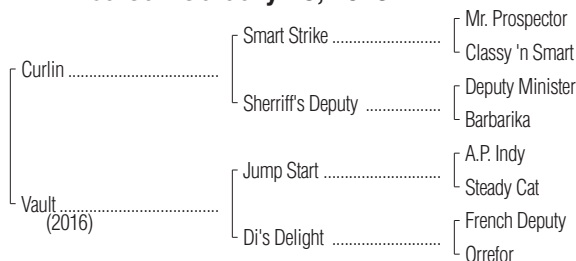 Mr. Prospector
Smart Strike ....................
Classy 'n Smart
Curlin ............................
Deputy Minister
Sherriff's Deputy ..............
Barbarika
A.P. Indy
Jump Start ......................
Steady Cat
Vault ..............................
(2016)
French Deputy
Di's Delight .....................
Orrefor